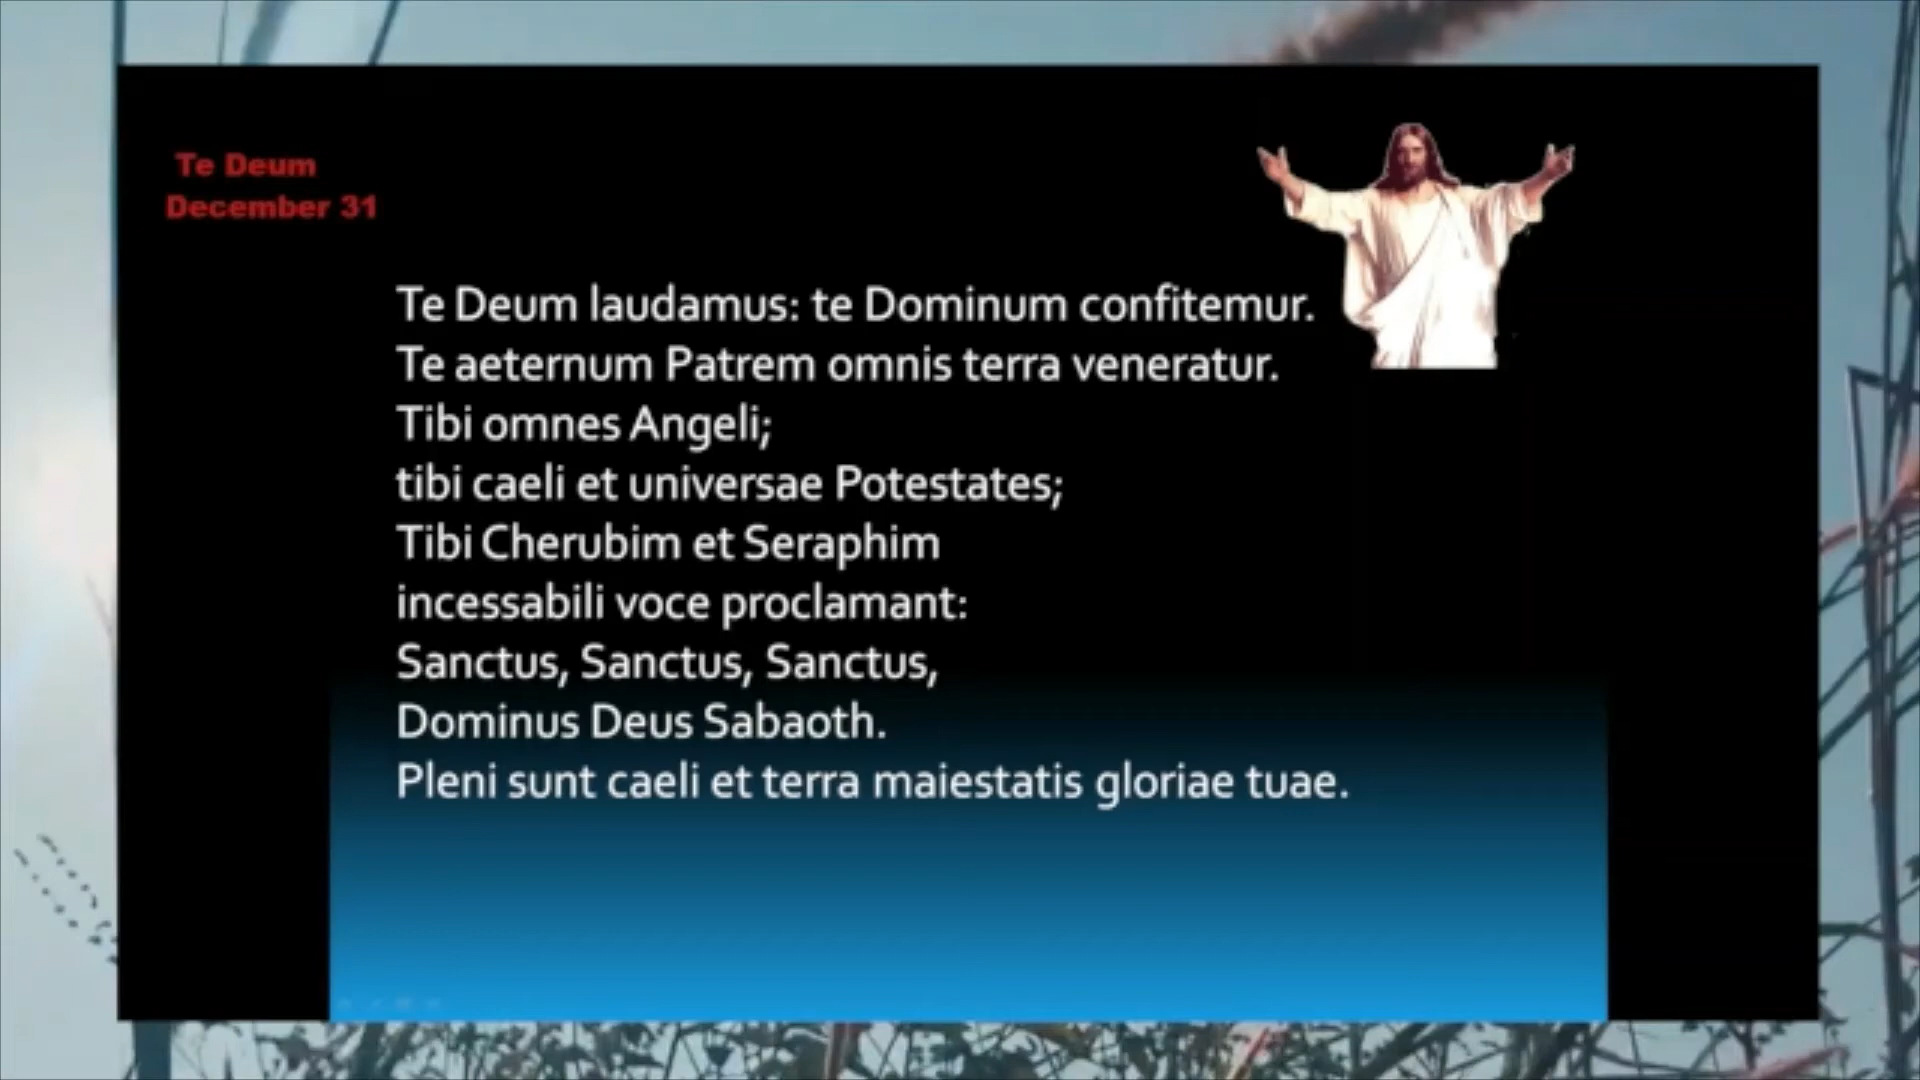 Te Deum
December 31
Te Deum laudamus: te Dominum confitemur.
Te aeternum Patrem omnis terra veneratur.
Tibi omnes Angeli;
tibi caeli et universae Potestates;
Tibi Cherubim et Seraphim
incessabili voce proclamant:
Sanctus, Sanctus, Sanctus,
Dominus Deus Sabaoth.
Pleni sunt caeli et terra maiestatis gloriae tuae.